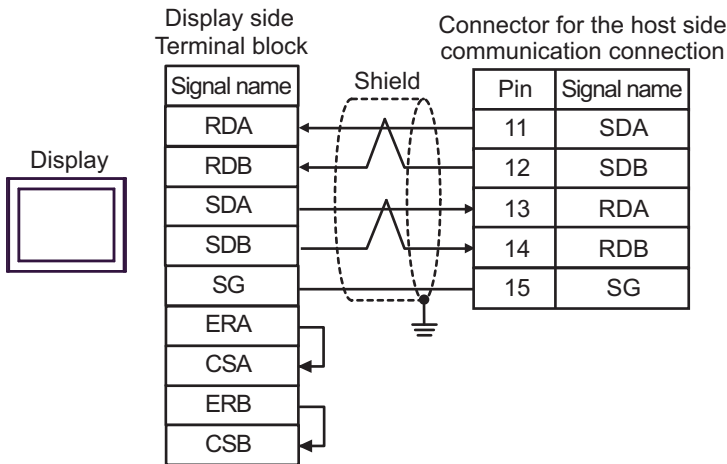 Display side
Terminal block
Connector for the host side
communication connection
Signal name
Shield
Pin Signal name
RDA
11 SDA
RDB
12 SDB
Display
SDA
13 RDA
SDB
14 RDB
SG
15 SG
ERA
CSA
ERB
CSB